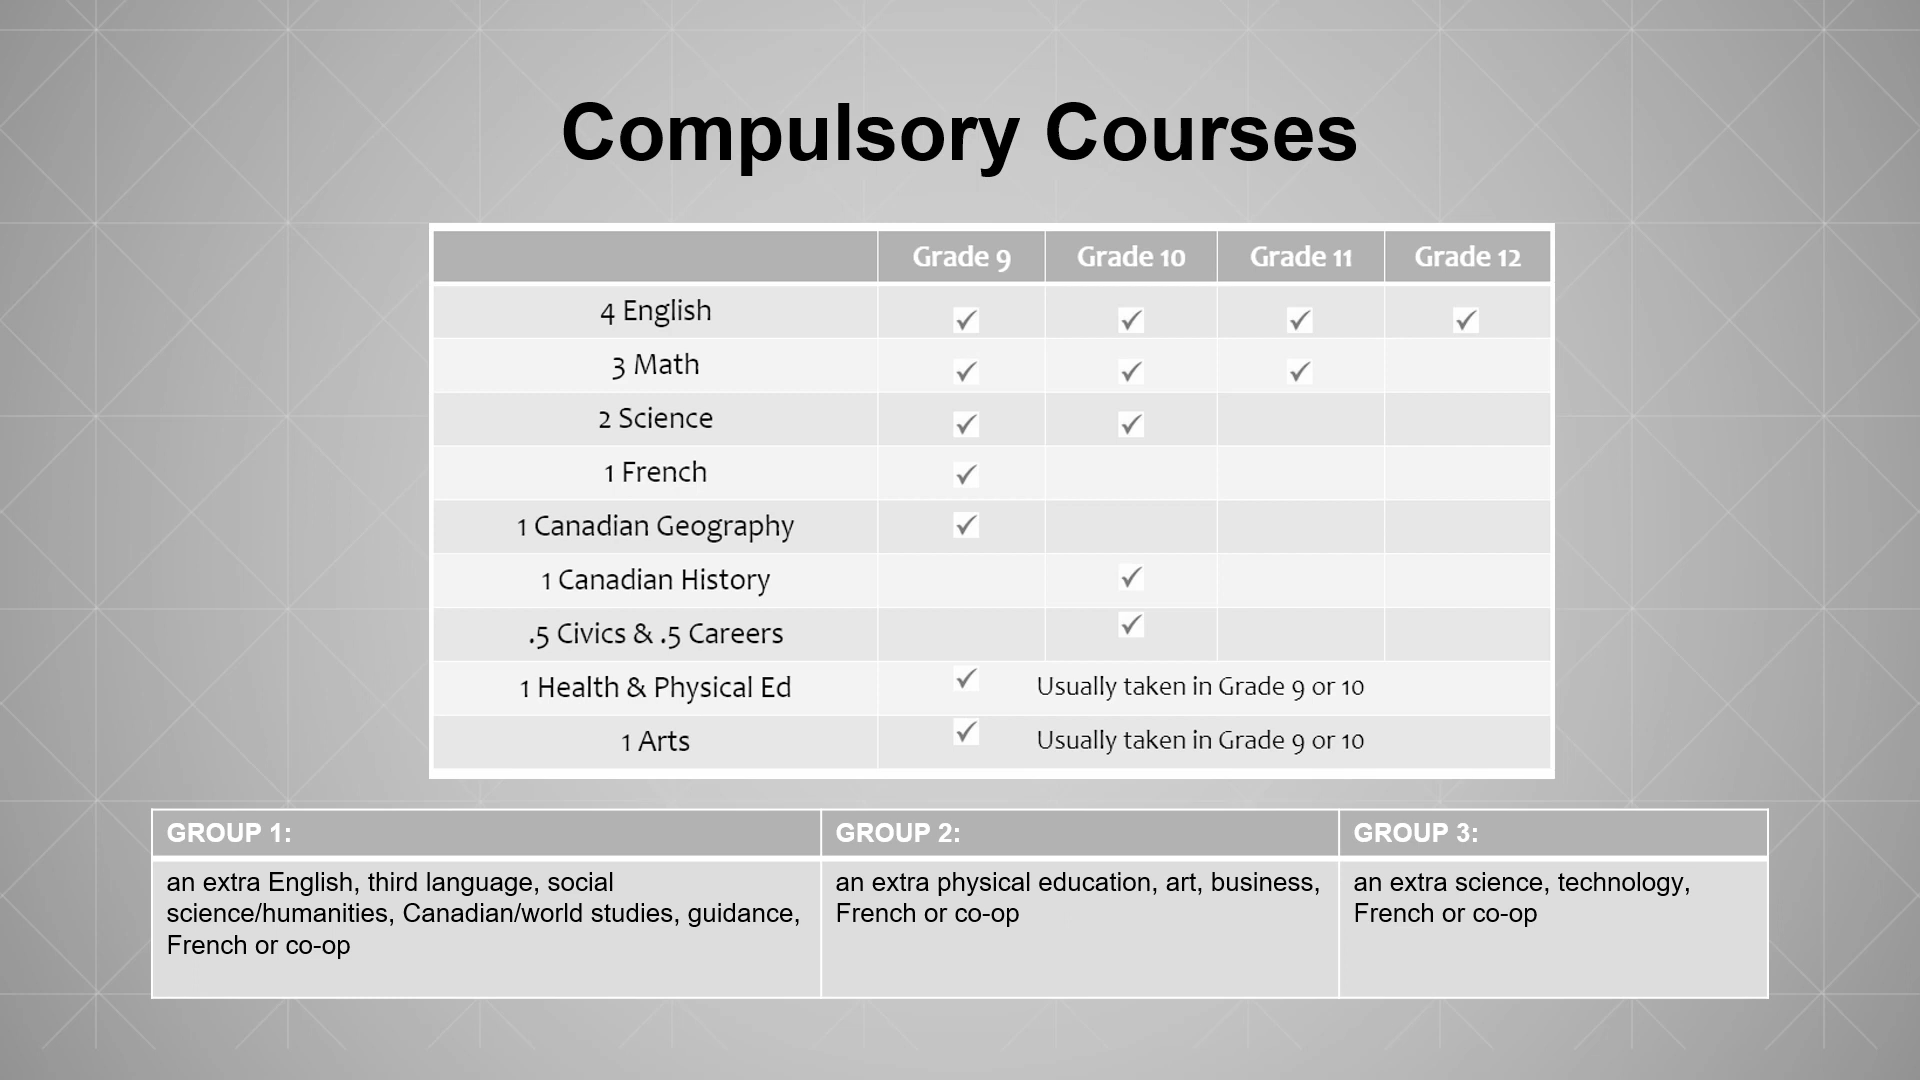 Compulsory Courses
Grade 9 Grade 10 Grade 11 Grade 12
4 English ✓ ✓ ✓ ✓
3 Math ✓ ✓ ✓
2 Science ✓ ✓
1 French ✓
1 Canadian Geography ✓
1 Canadian History ✓
.5 Civics & .5 Careers ✓
1 Health & Physical Ed ✓ Usually taken in Grade 9 or 10
1 Arts ✓ Usually taken in Grade 9 or 10
GROUP 1:
an extra English, third language, social
science/humanities, Canadian/world studies, guidance,
French or co-op
GROUP 2:
an extra physical education, art, business,
French or co-op
GROUP 3:
an extra science, technology,
French or co-op